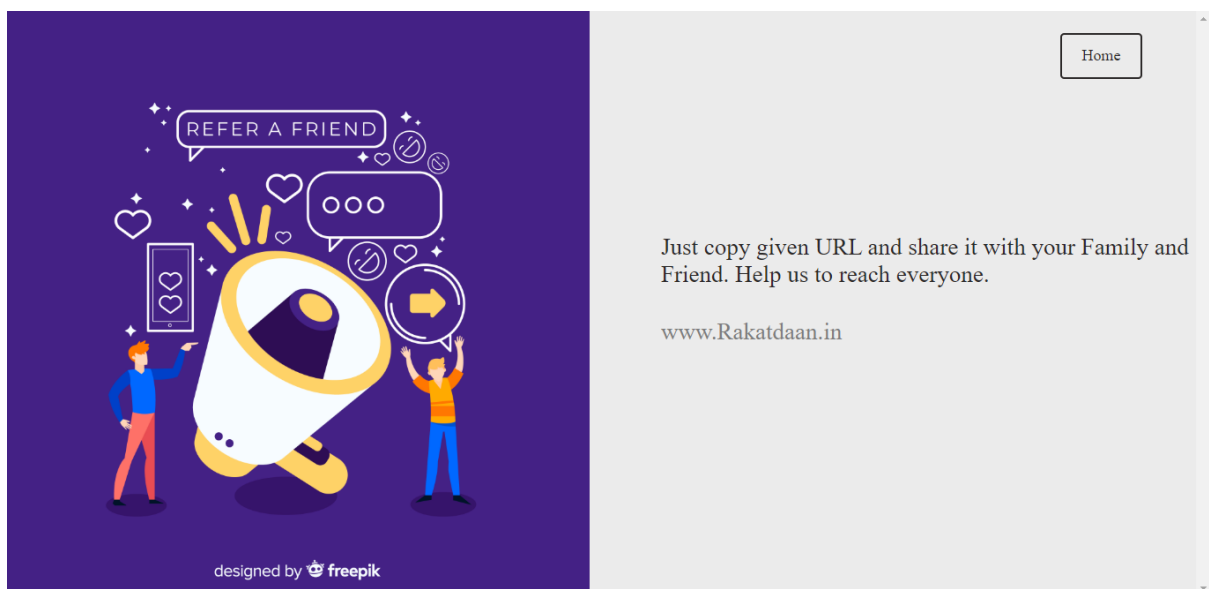 REFER A FRIEND
designed by freepik
Home
Just copy given URL and share it with your Family and
Friend. Help us to reach everyone.
www.Rakatdaan.in